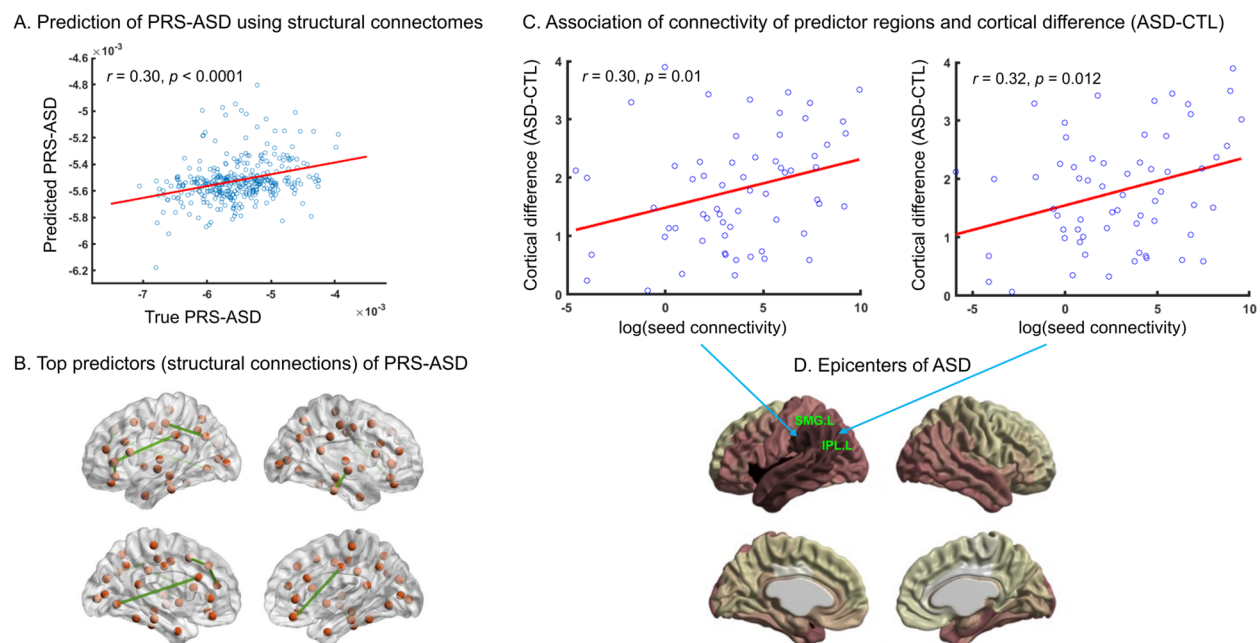 A. Prediction of PRS-ASD using structural connectomes
×10⁻³
-4.6
-4.8
-5
-5.2
-5.4
-5.6
-5.8
-6
-6.2
r = 0.30, p < 0.0001
Predicted PRS-ASD
-7
-6
-5
-4
×10⁻³
True PRS-ASD
C. Association of connectivity of predictor regions and cortical difference (ASD-CTL)
4
3
2
1
0
r = 0.30, p = 0.01
Cortical difference (ASD-CTL)
-5
0
5
10
log(seed connectivity)
4
3
2
1
0
r = 0.32, p = 0.012
Cortical difference (ASD-CTL)
-5
0
5
10
log(seed connectivity)
B. Top predictors (structural connections) of PRS-ASD
D. Epicenters of ASD
SMG.L
IPL.L